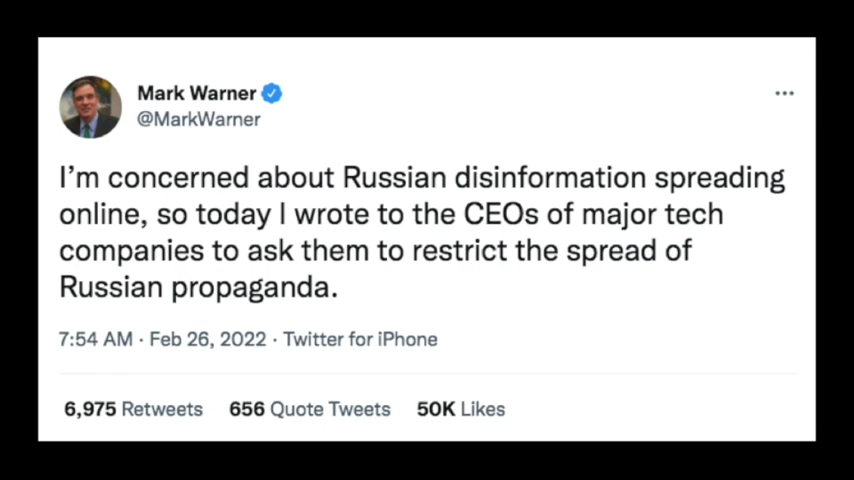 Mark Warner
@MarkWarner
I’m concerned about Russian disinformation spreading
online, so today I wrote to the CEOs of major tech
companies to ask them to restrict the spread of
Russian propaganda.
7:54 AM · Feb 26, 2022 · Twitter for iPhone
6,975 Retweets 656 Quote Tweets 50K Likes